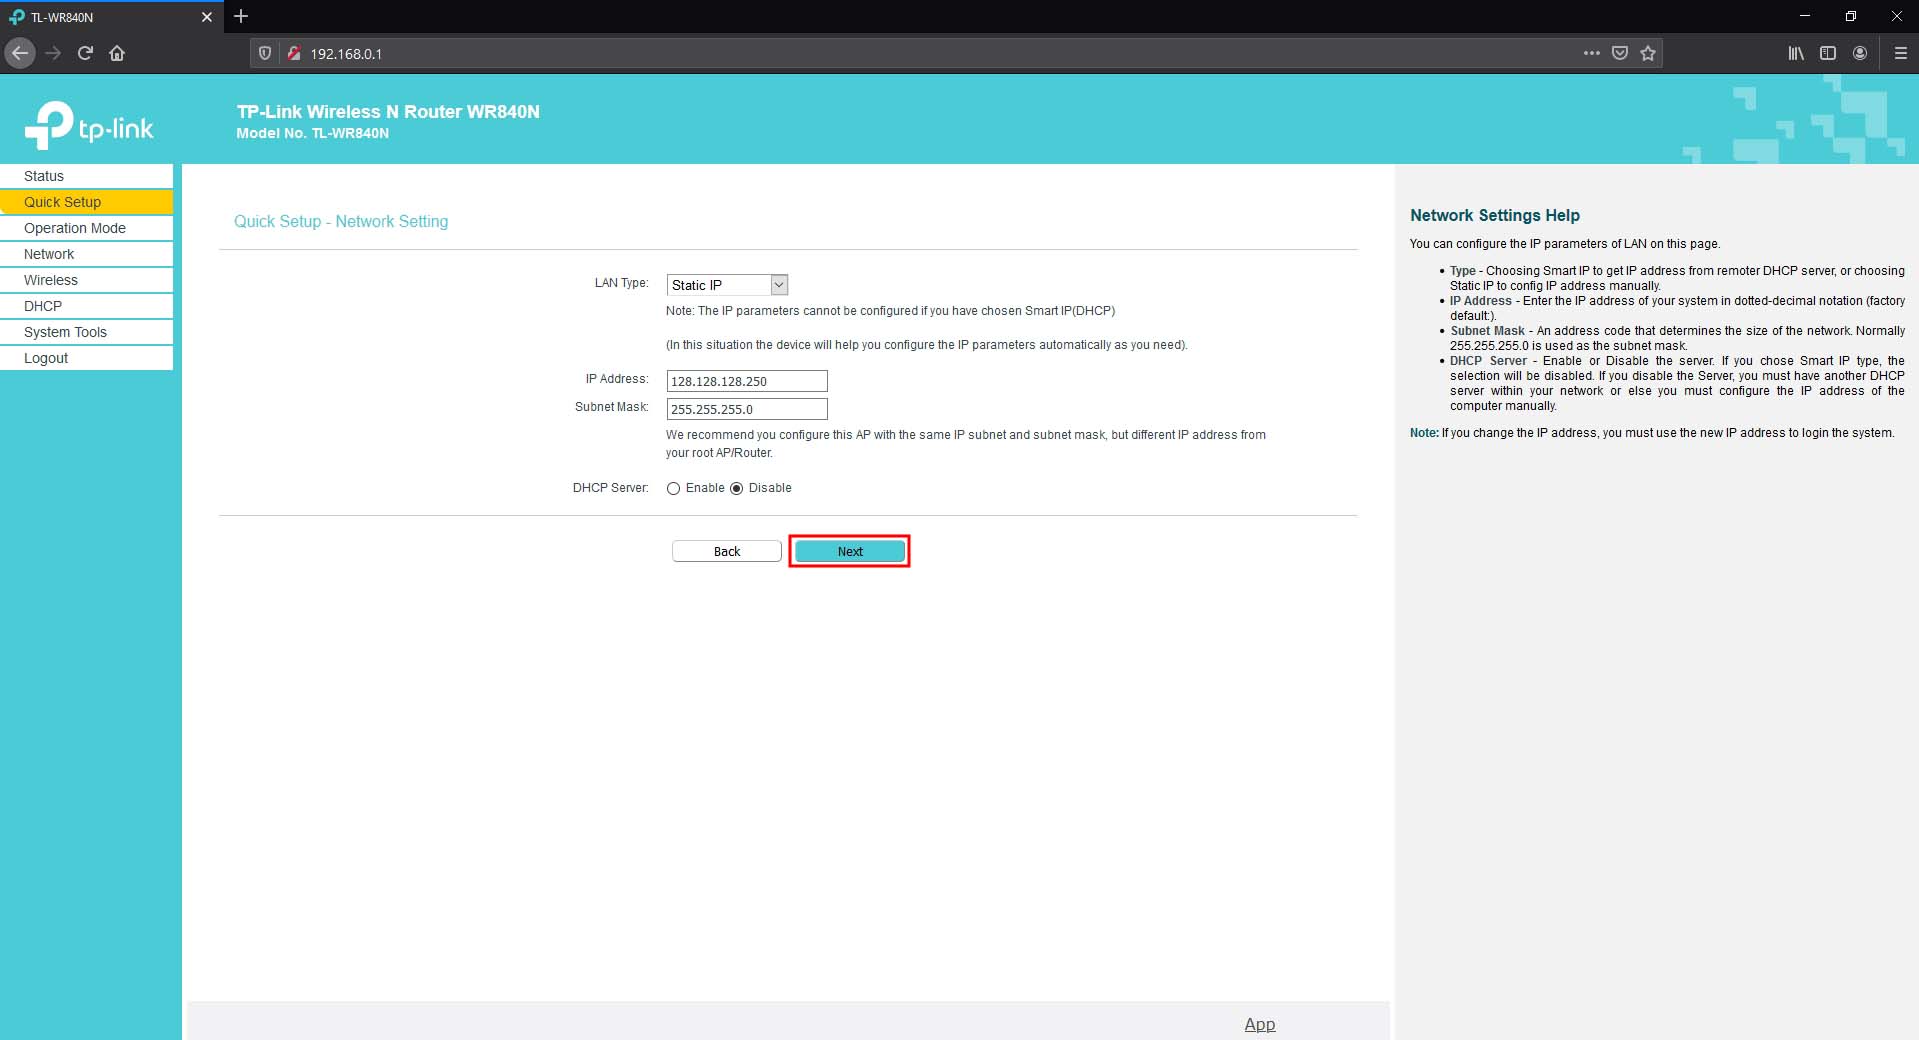 TL-WR840N
192.168.0.1
tp-link
TP-Link Wireless N Router WR840N
Model No. TL-WR840N
Status
Quick Setup
Operation Mode
Network
Wireless
DHCP
System Tools
Logout
Quick Setup - Network Setting
LAN Type: Static IP
Note: The IP parameters cannot be configured if you have chosen Smart IP(DHCP)
(In this situation the device will help you configure the IP parameters automatically as you need).
IP Address: 128.128.128.250
Subnet Mask: 255.255.255.0
We recommend you configure this AP with the same IP subnet and subnet mask, but different IP address from
your root AP/Router.
DHCP Server: Enable Disable
Back Next
Network Settings Help
You can configure the IP parameters of LAN on this page.
• Type - Choosing Smart IP to get IP address from remoter DHCP server, or choosing
Static IP to config IP address manually.
• IP Address - Enter the IP address of your system in dotted-decimal notation (factory
default:).
• Subnet Mask - An address code that determines the size of the network. Normally
255.255.255.0 is used as the subnet mask.
• DHCP Server - Enable or Disable the server. If you chose Smart IP type, the
selection will be disabled. If you disable the Server, you must have another DHCP
server within your network or else you must configure the IP address of the
computer manually.
Note: If you change the IP address, you must use the new IP address to login the system.
App